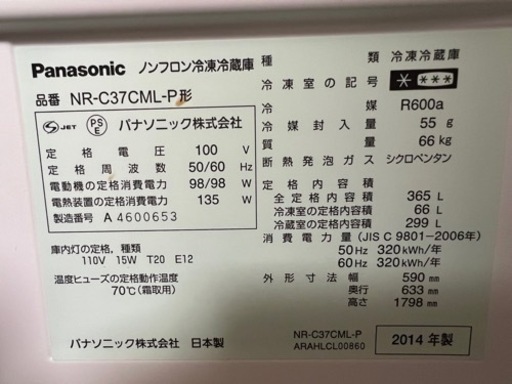 Panasonic ノンフロン冷凍冷蔵庫
品番 NR-C37CML-P形
S JET PSE パナソニック株式会社
定格電圧 100 V
定格周波数 50/60 Hz
電動機の定格消費電力 98/98 W
電熱装置の定格消費電力 135 W
製造番号 A 4600653
庫内灯の定格、種類
110V 15W T20 E12
温度ヒューズの定格動作温度
70℃(霜取用)
パナソニック株式会社 日本製
種類 冷凍冷蔵庫
冷凍室の記号 * ***
冷媒 R600a
冷媒封入量 55 g
質量 66 kg
断熱発泡ガス シクロペンタン
定格内容積
全定格内容積 365 L
冷凍室の定格内容積 66 L
冷蔵室の定格内容積 299 L
消費電力量(JIS C 9801-2006年)
50 Hz 320 kWh/年
60 Hz 320 kWh/年
外形寸法 幅 590 mm
奥行 633 mm
高さ 1798 mm
NR-C37CML-P
ARAHLCL00860
2014 年製